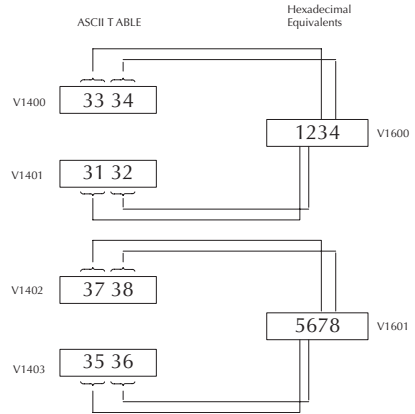 ASCII T ABLE
Hexadecimal
Equivalents
V1400
33 34
1234
V1600
V1401
31 32
V1402
37 38
5678
V1601
V1403
35 36